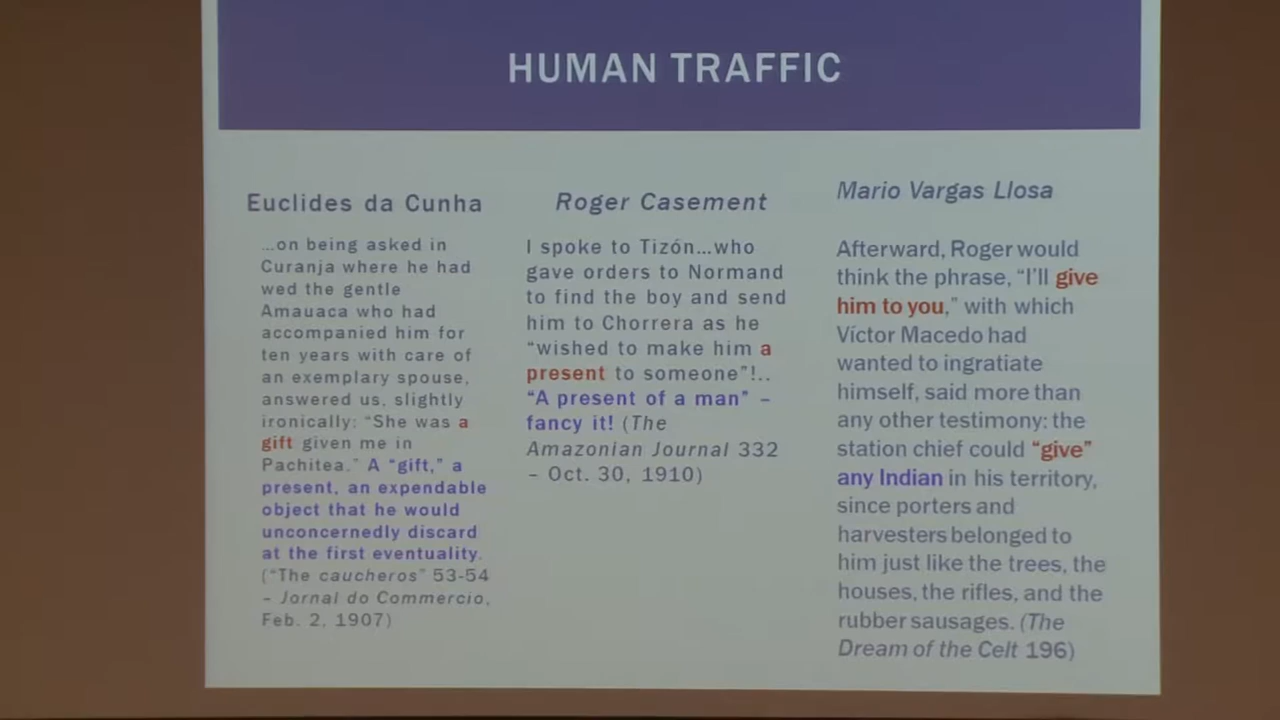 HUMAN TRAFFIC
Euclides da Cunha
…on being asked in
Curanja where he had
wed the gentle
Amauaca who had
accompanied him for
ten years with care of
an exemplary spouse,
answered us, slightly
ironically: “She was a
gift given me in
Pachitea.” A “gift,” a
present, an expendable
object that he would
unconcernedly discard
at the first eventuality.
(“The caucheros” 53-54
– Jornal do Commercio,
Feb. 2, 1907)
Roger Casement
I spoke to Tizón…who
gave orders to Normand
to find the boy and send
him to Chorrera as he
“wished to make him a
present to someone”!..
“A present of a man” –
fancy it! (The
Amazonian Journal 332
– Oct. 30, 1910)
Mario Vargas Llosa
Afterward, Roger would
think the phrase, “I’ll give
him to you,” with which
Víctor Macedo had
wanted to ingratiate
himself, said more than
any other testimony: the
station chief could “give”
any Indian in his territory,
since porters and
harvesters belonged to
him just like the trees, the
houses, the rifles, and the
rubber sausages. (The
Dream of the Celt 196)